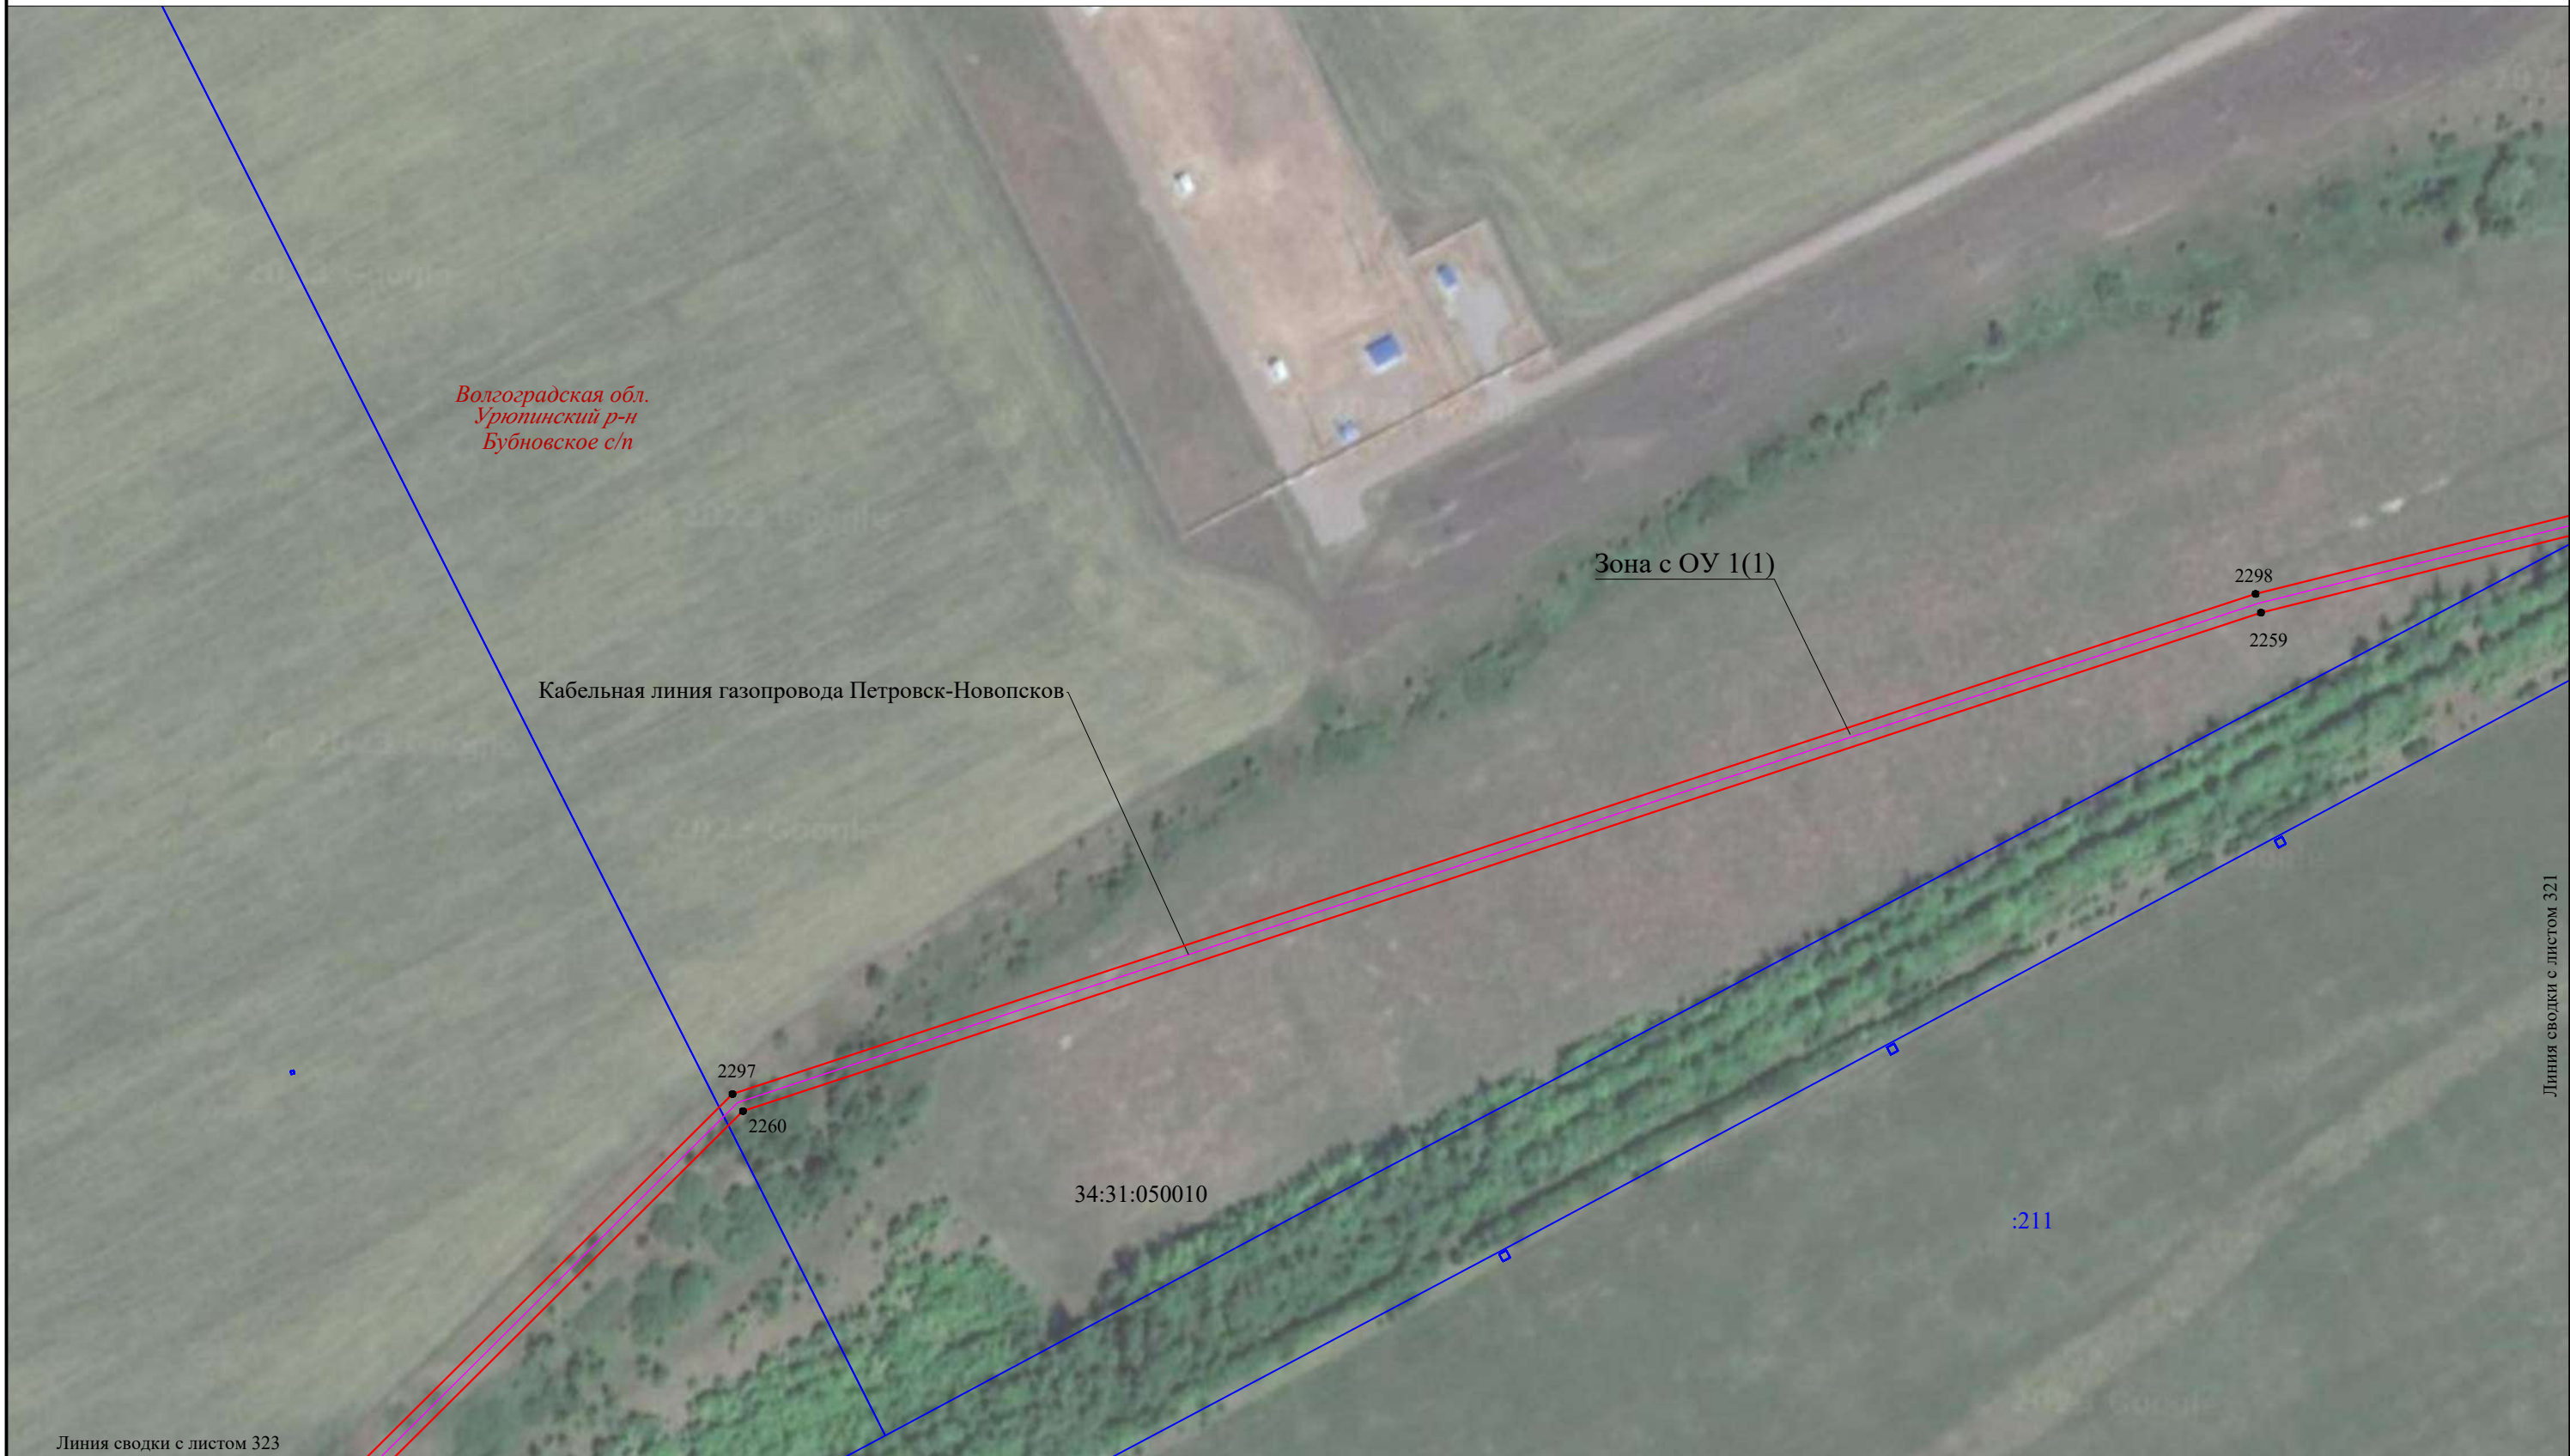 Волгоградская обл.
Урюпинский р-н
Бубновское с/п
Зона с ОУ 1(1)
2298
2259
Кабельная линия газопровода Петровск-Новопсков
Линия сводки с листом 321
2297
2260
34:31:050010
:211
Линия сводки с листом 323